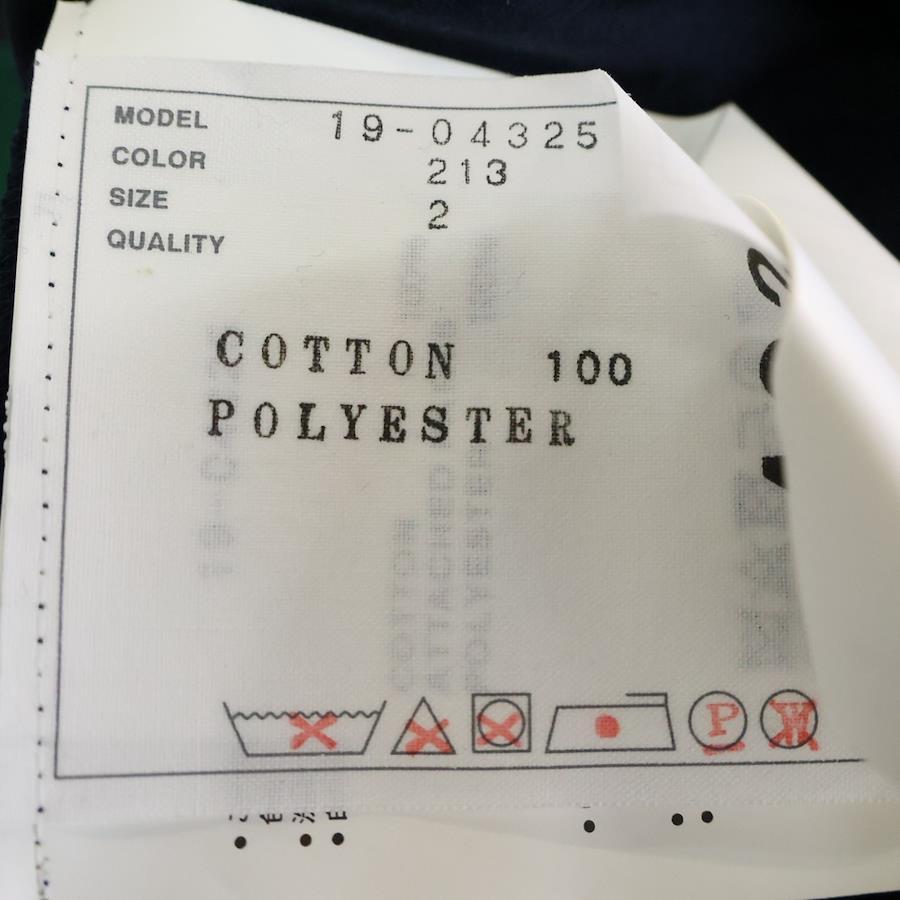 MODEL 19-04325
COLOR 213
SIZE 2
QUALITY
COTTON 100
POLYESTER
P
W